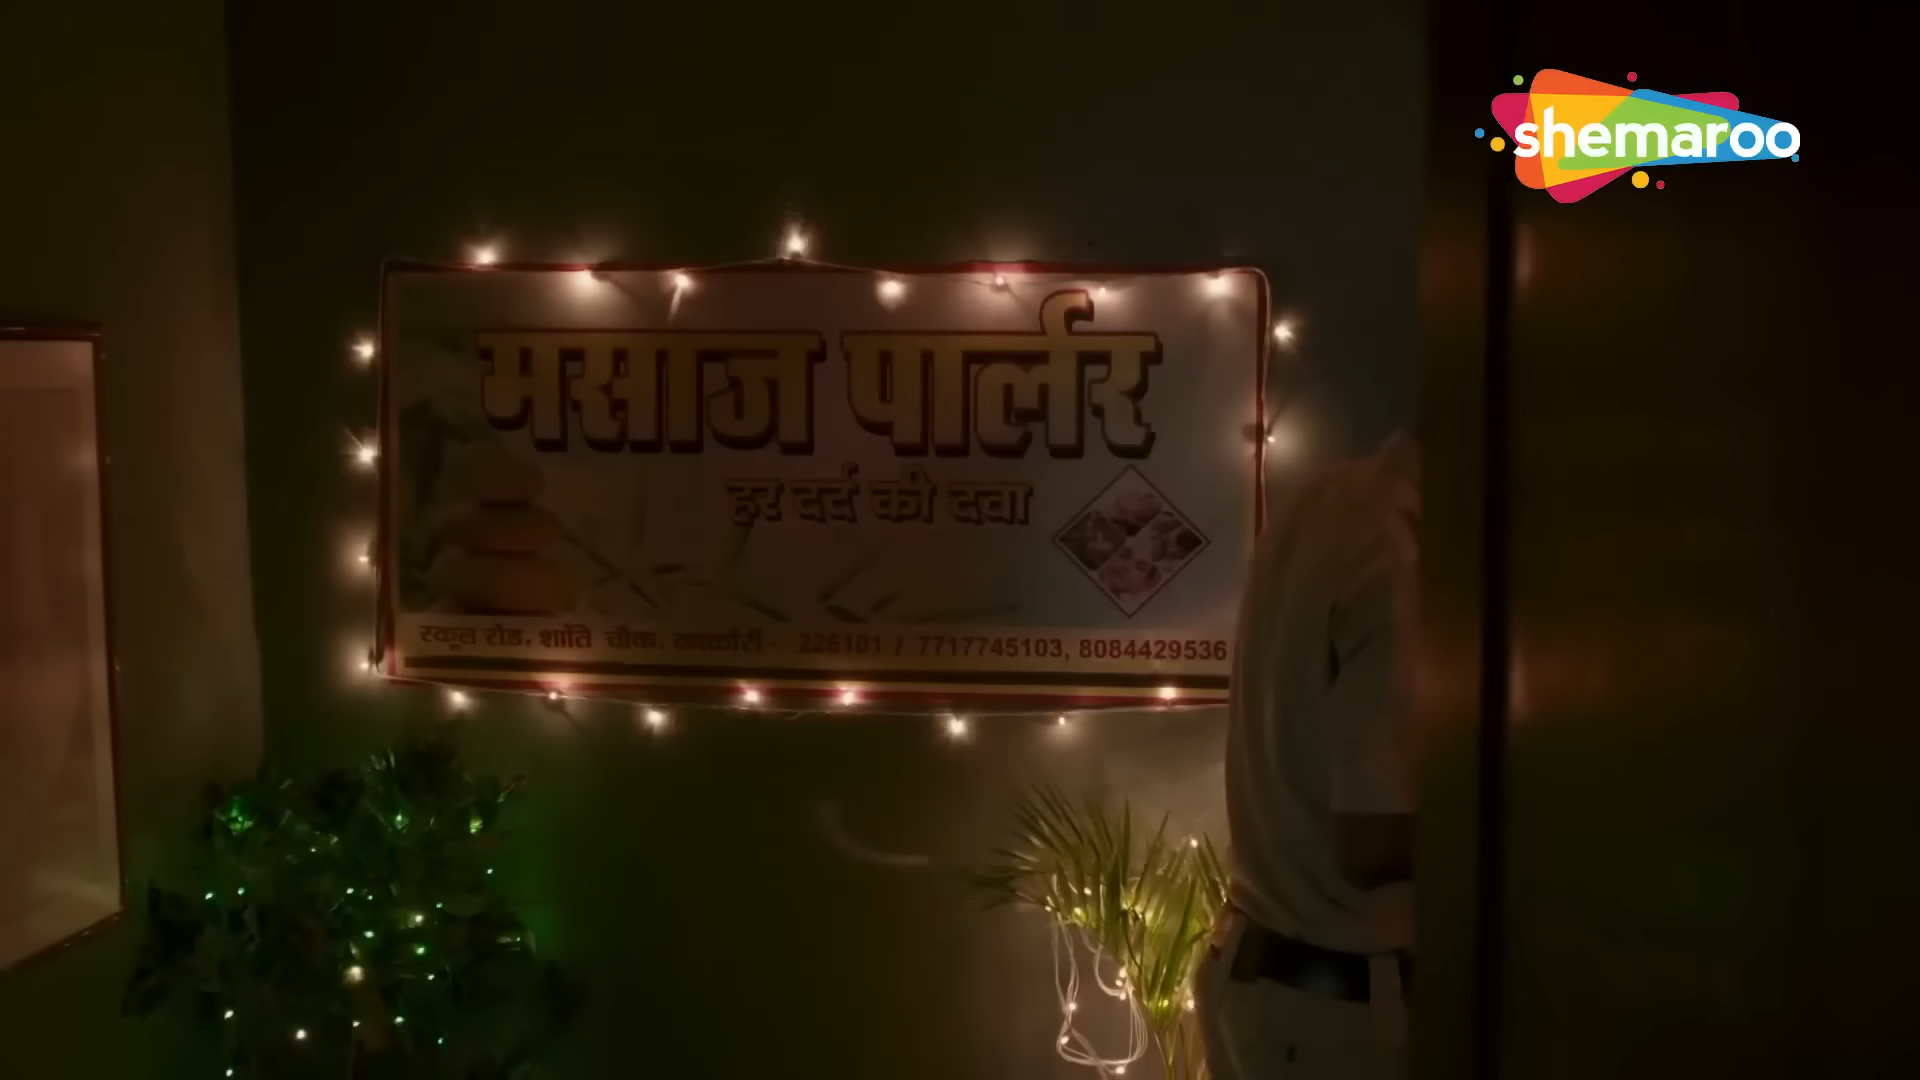 shemaroo
मसाज पार्लर
हर दर्द की दवा
स्कूल रोड, शांति चौक, काकोरी - 226101 / 7717745103, 8084429536